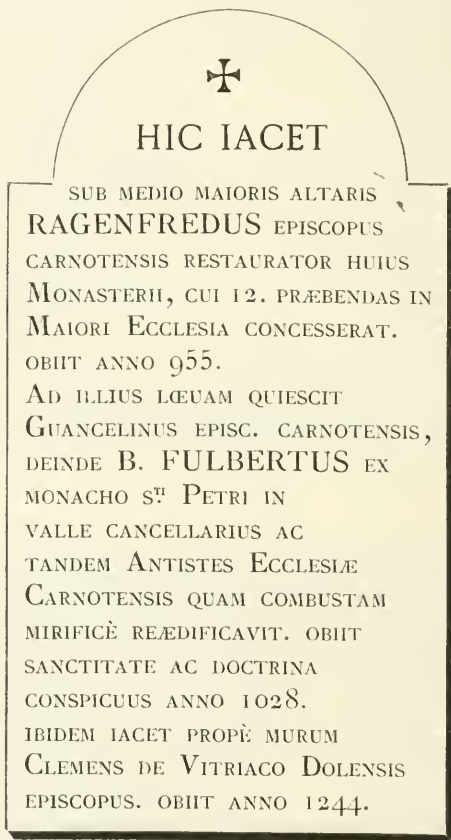 ✠
HIC IACET
SUB MEDIO MAIORIS ALTARIS
RAGENFREDUS EPISCOPUS
CARNOTENSIS RESTAURATOR HUIUS
MONASTERII, CUI 12. PRÆBENDAS IN
MAIORI ECCLESIA CONCESSERAT.
OBIIT ANNO 955.
AD ILLIUS LŒUAM QUIESCIT
GUANCELINUS EPISC. CARNOTENSIS,
DEINDE B. FULBERTUS EX
MONACHO S.TI PETRI IN
VALLE CANCELLARIUS AC
TANDEM ANTISTES ECCLESIÆ
CARNOTENSIS QUAM COMBUSTAM
MIRIFICÈ REÆDIFICAVIT. OBIIT
SANCTITATE AC DOCTRINA
CONSPICUUS ANNO 1028.
IBIDEM IACET PROPÈ MURUM
CLEMENS DE VITRIACO DOLENSIS
EPISCOPUS. OBIIT ANNO 1244.